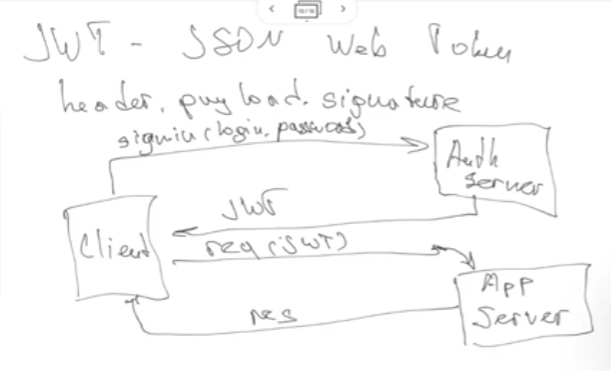 JWT - JSON Web Token
header. payload. signature
signin (login, password)
Auth
Server
JWT
Client
req (JWT)
App
Server
res